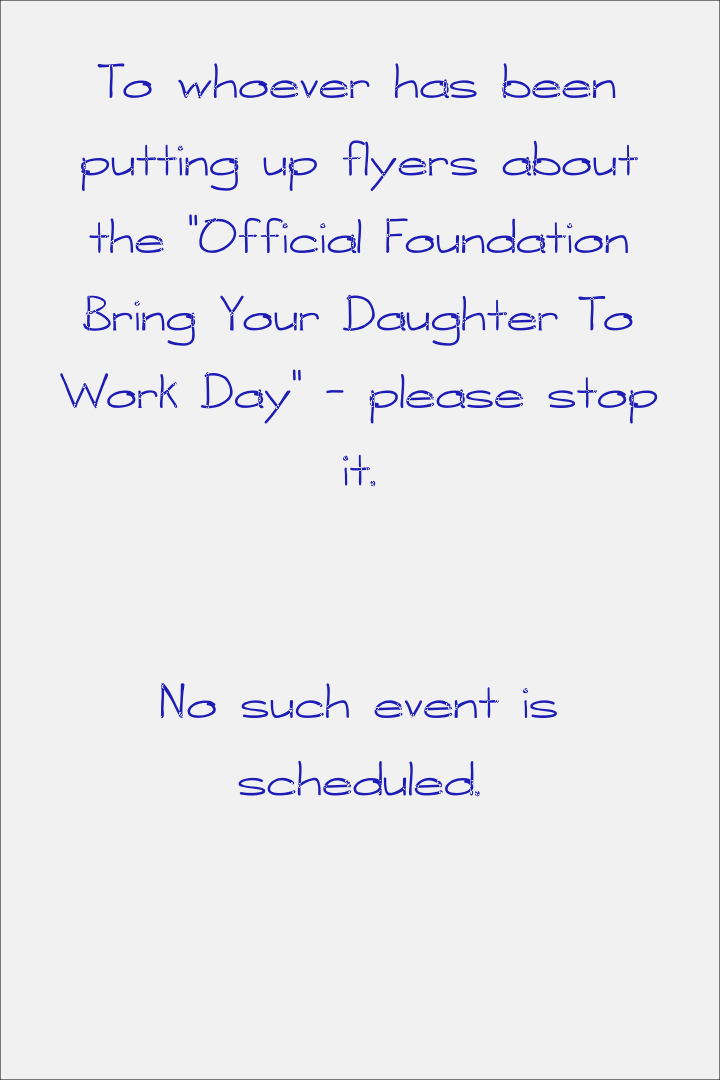 To whoever has been
putting up flyers about
the "Official Foundation
Bring Your Daughter To
Work Day" - please stop
it.
No such event is
scheduled.